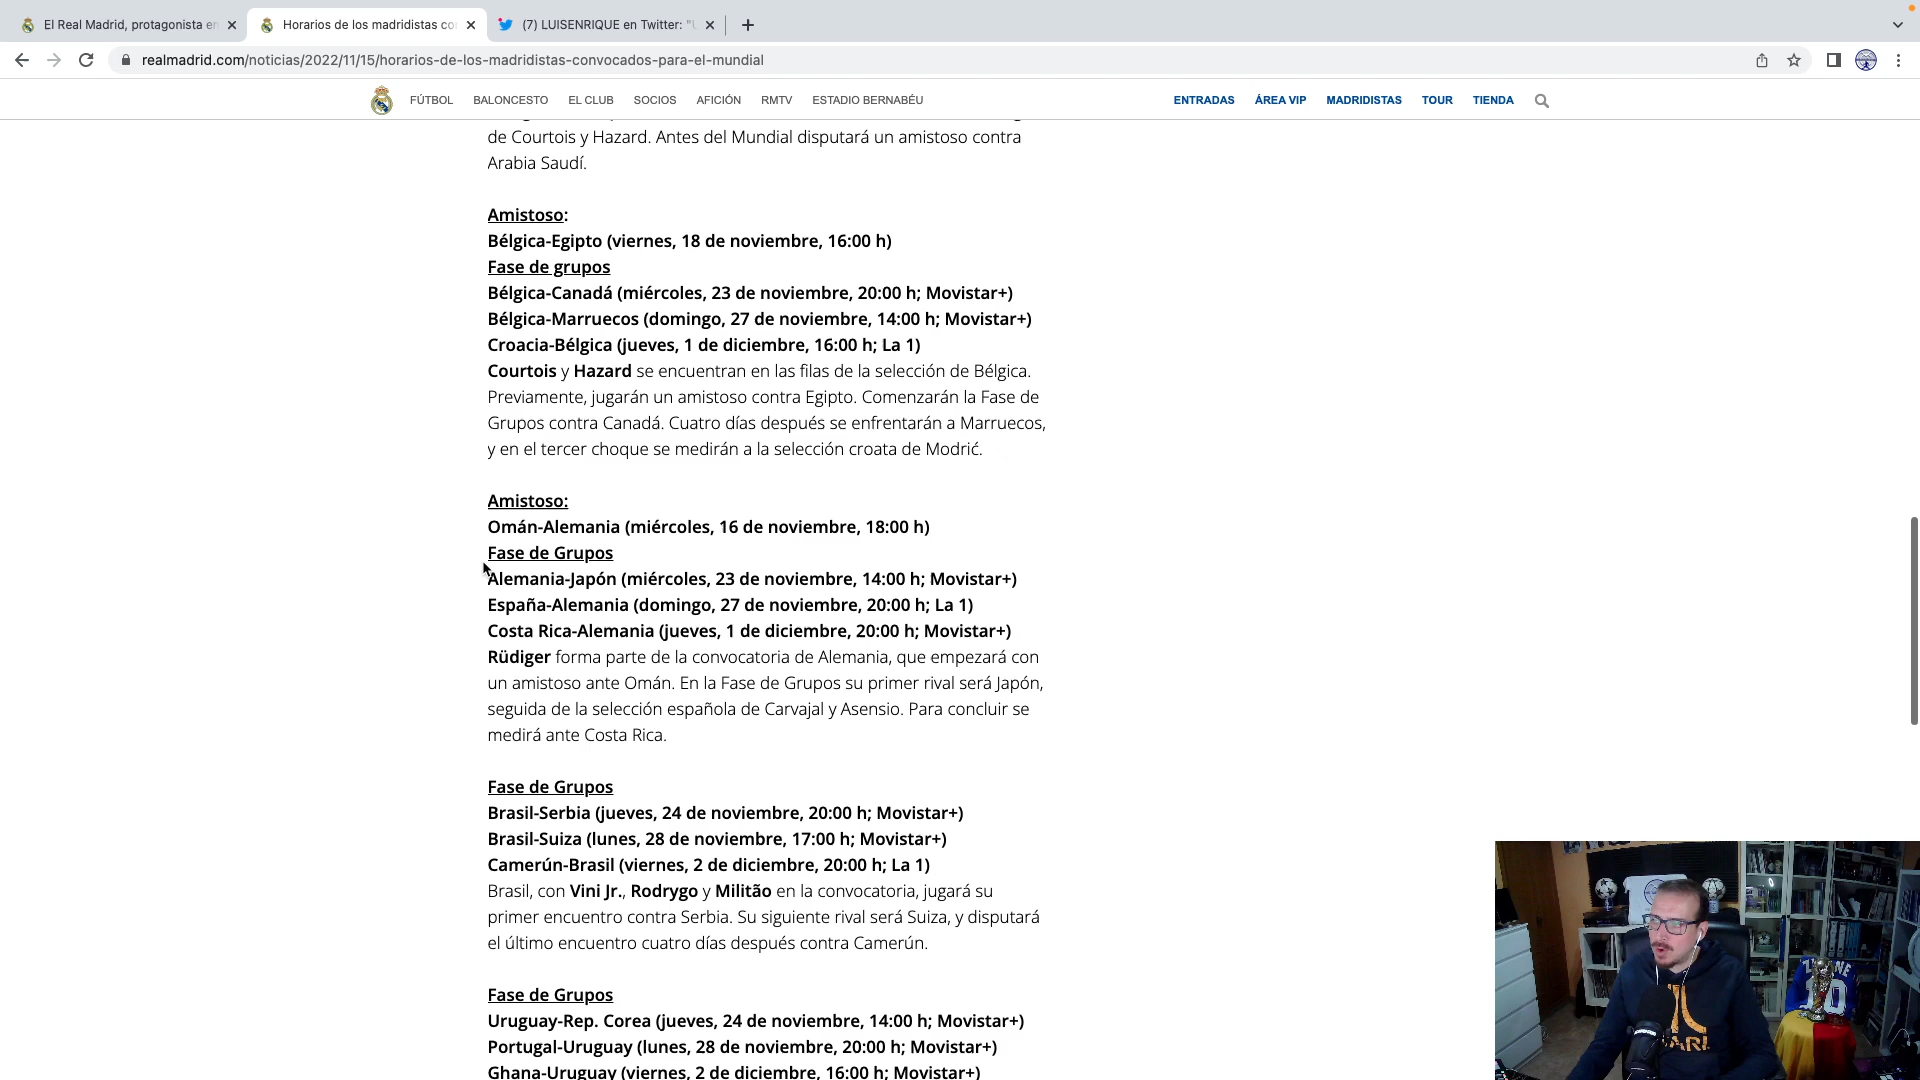 El Real Madrid, protagonista en
Horarios de los madridistas co
(7) LUISENRIQUE en Twitter: "U
realmadrid.com/noticias/2022/11/15/horarios-de-los-madridistas-convocados-para-el-mundial
FÚTBOL BALONCESTO EL CLUB SOCIOS AFICIÓN RMTV ESTADIO BERNABÉU ENTRADAS ÁREA VIP MADRIDISTAS TOUR TIENDA
de Courtois y Hazard. Antes del Mundial disputará un amistoso contra
Arabia Saudí.
Amistoso:
Bélgica-Egipto (viernes, 18 de noviembre, 16:00 h)
Fase de grupos
Bélgica-Canadá (miércoles, 23 de noviembre, 20:00 h; Movistar+)
Bélgica-Marruecos (domingo, 27 de noviembre, 14:00 h; Movistar+)
Croacia-Bélgica (jueves, 1 de diciembre, 16:00 h; La 1)
Courtois y Hazard se encuentran en las filas de la selección de Bélgica.
Previamente, jugarán un amistoso contra Egipto. Comenzarán la Fase de
Grupos contra Canadá. Cuatro días después se enfrentarán a Marruecos,
y en el tercer choque se medirán a la selección croata de Modrić.
Amistoso:
Omán-Alemania (miércoles, 16 de noviembre, 18:00 h)
Fase de Grupos
Alemania-Japón (miércoles, 23 de noviembre, 14:00 h; Movistar+)
España-Alemania (domingo, 27 de noviembre, 20:00 h; La 1)
Costa Rica-Alemania (jueves, 1 de diciembre, 20:00 h; Movistar+)
Rüdiger forma parte de la convocatoria de Alemania, que empezará con
un amistoso ante Omán. En la Fase de Grupos su primer rival será Japón,
seguida de la selección española de Carvajal y Asensio. Para concluir se
medirá ante Costa Rica.
Fase de Grupos
Brasil-Serbia (jueves, 24 de noviembre, 20:00 h; Movistar+)
Brasil-Suiza (lunes, 28 de noviembre, 17:00 h; Movistar+)
Camerún-Brasil (viernes, 2 de diciembre, 20:00 h; La 1)
Brasil, con Vini Jr., Rodrygo y Militão en la convocatoria, jugará su
primer encuentro contra Serbia. Su siguiente rival será Suiza, y disputará
el último encuentro cuatro días después contra Camerún.
Fase de Grupos
Uruguay-Rep. Corea (jueves, 24 de noviembre, 14:00 h; Movistar+)
Portugal-Uruguay (lunes, 28 de noviembre, 20:00 h; Movistar+)
Ghana-Uruguay (viernes, 2 de diciembre, 16:00 h; Movistar+)
10